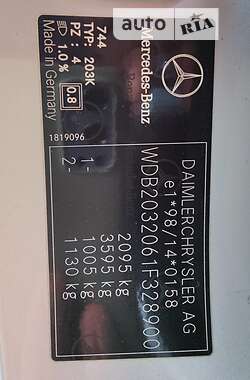 auto RIA
Mercedes-Benz
DAIMLERCHRYSLER AG
e1*98/14*0158
WDB2032061F328900
2095 kg
3595 kg
1- 1005 kg
2- 1130 kg
744
TYP: 203K
PZ : 4
1.0 %
Made in Germany
0.8
1819096